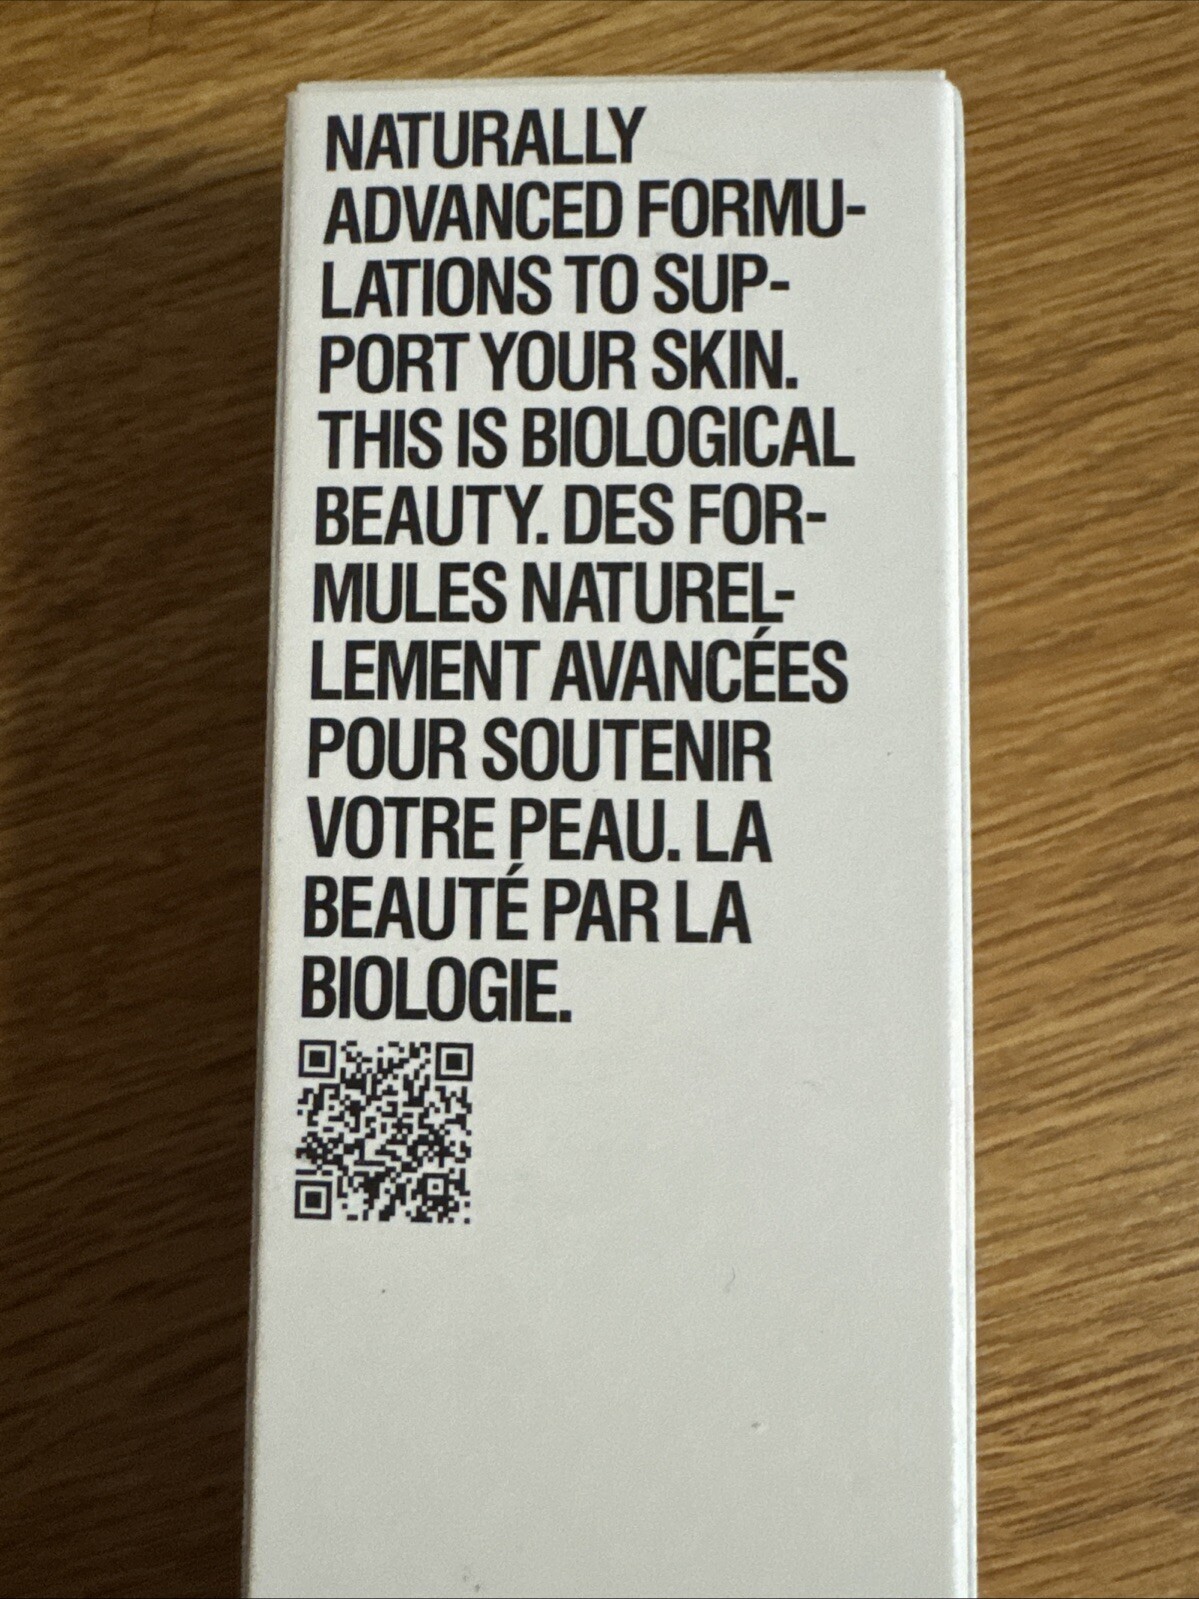 NATURALLY
ADVANCED FORMU-
LATIONS TO SUP-
PORT YOUR SKIN.
THIS IS BIOLOGICAL
BEAUTY. DES FOR-
MULES NATUREL-
LEMENT AVANCÉES
POUR SOUTENIR
VOTRE PEAU. LA
BEAUTÉ PAR LA
BIOLOGIE.